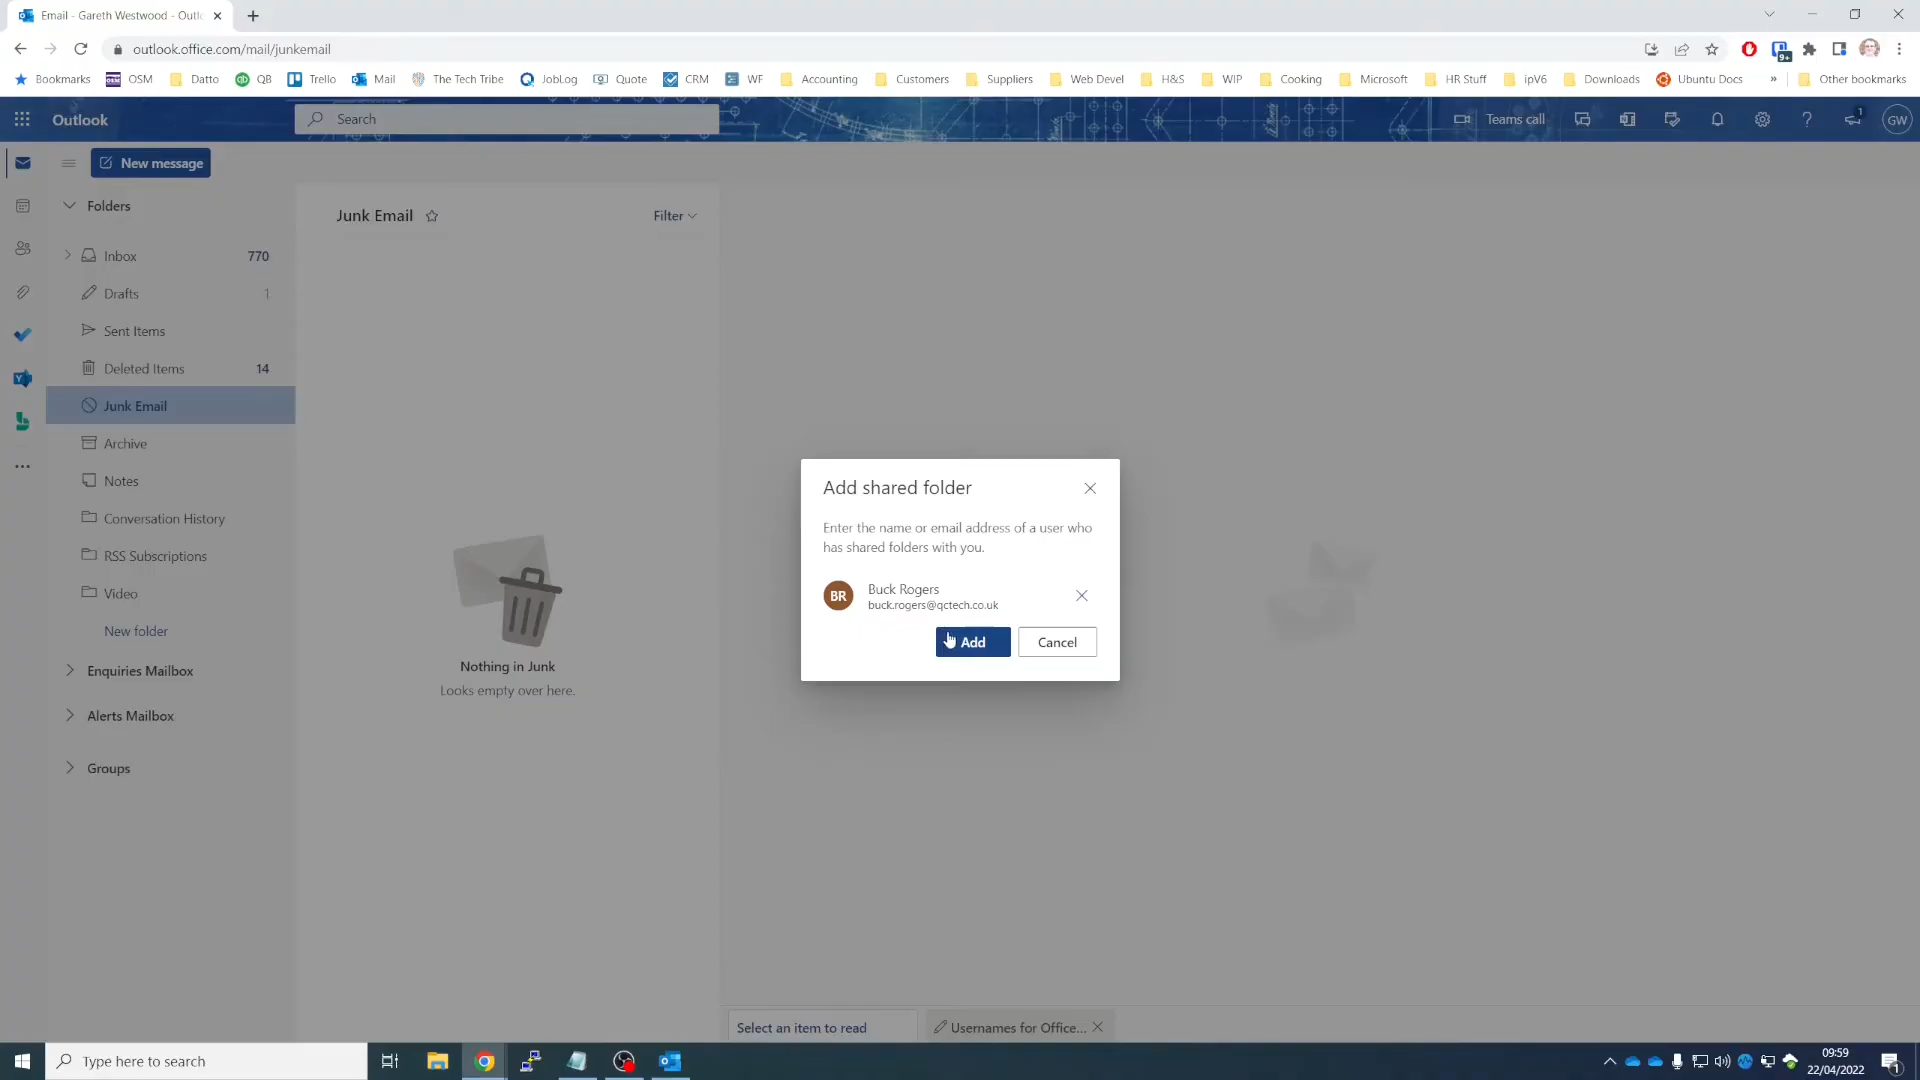 Email - Gareth Westwood - Outlo
outlook.office.com/mail/junkemail
9+
Bookmarks OSM Datto QB Trello Mail The Tech Tribe JobLog Quote CRM WF Accounting Customers Suppliers Web Devel H&S WIP Cooking Microsoft HR Stuff ipV6 Downloads Ubuntu Docs » Other bookmarks
Outlook
Search
Teams call
1
GW
New message
Folders
Junk Email
Filter
Inbox 770
Drafts 1
Sent Items
Deleted Items 14
Junk Email
Archive
Notes
Conversation History
RSS Subscriptions
Video
New folder
Enquiries Mailbox
Alerts Mailbox
Groups
Nothing in Junk
Looks empty over here.
Add shared folder
Enter the name or email address of a user who
has shared folders with you.
BR
Buck Rogers
buck.rogers@qctech.co.uk
Add
Cancel
Select an item to read
Usernames for Office...
Type here to search
09:59
22/04/2022
1